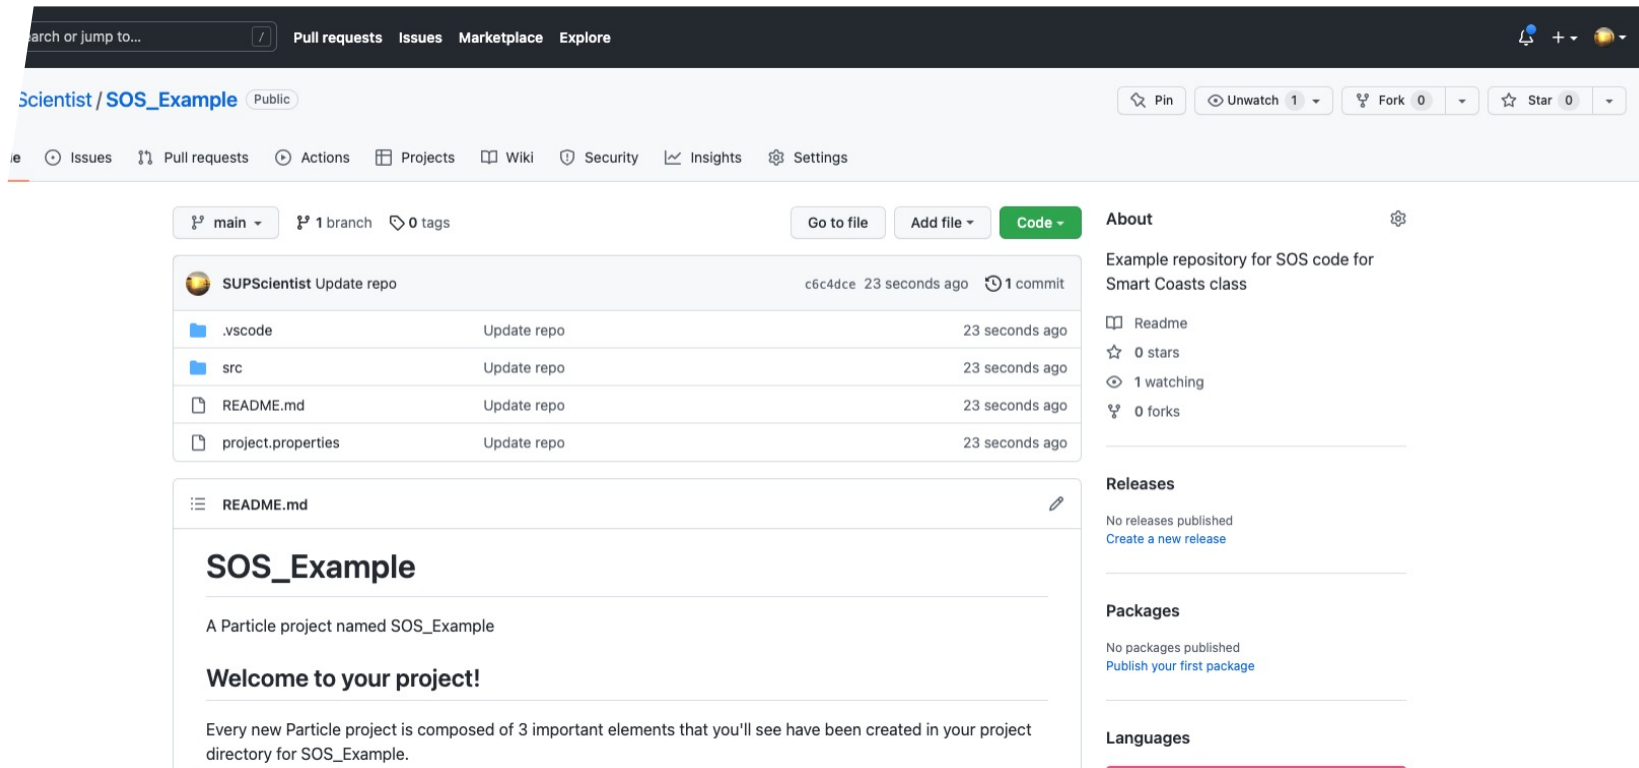 arch or jump to... /
Pull requests Issues Marketplace Explore
Scientist / SOS_Example Public
Pin Unwatch 1 Fork 0 Star 0
Issues Pull requests Actions Projects Wiki Security Insights Settings
main 1 branch 0 tags Go to file Add file Code
SUPScientist Update repo c6c4dce 23 seconds ago 1 commit
.vscode Update repo 23 seconds ago
src Update repo 23 seconds ago
README.md Update repo 23 seconds ago
project.properties Update repo 23 seconds ago
README.md
SOS_Example
A Particle project named SOS_Example
Welcome to your project!
Every new Particle project is composed of 3 important elements that you'll see have been created in your project
directory for SOS_Example.
About
Example repository for SOS code for
Smart Coasts class
Readme
0 stars
1 watching
0 forks
Releases
No releases published
Create a new release
Packages
No packages published
Publish your first package
Languages